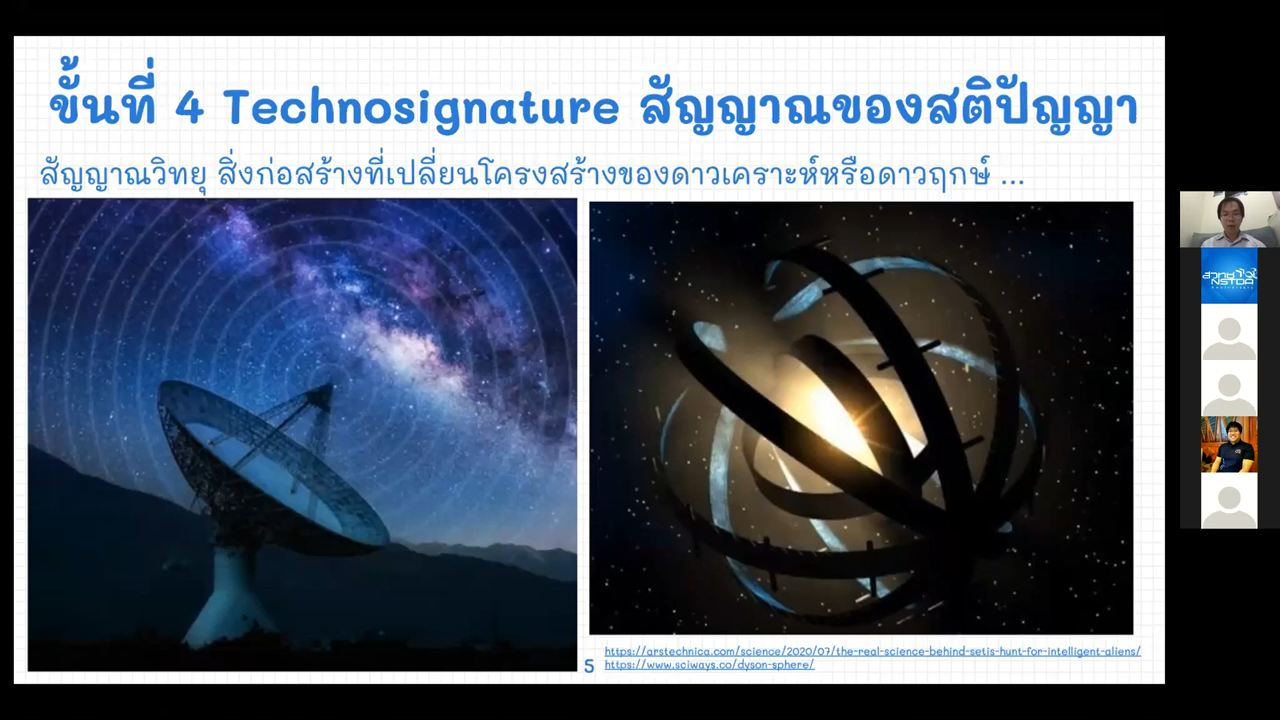 ขั้นที่ 4 Technosignature สัญญาณของสติปัญญา
สัญญาณวิทยุ สิ่งก่อสร้างที่เปลี่ยนโครงสร้างของดาวเคราะห์หรือดาวฤกษ์ ...
5
https://arstechnica.com/science/2020/07/the-real-science-behind-setis-hunt-for-intelligent-aliens/
https://www.sciways.co/dyson-sphere/
สวทช
NSTDA